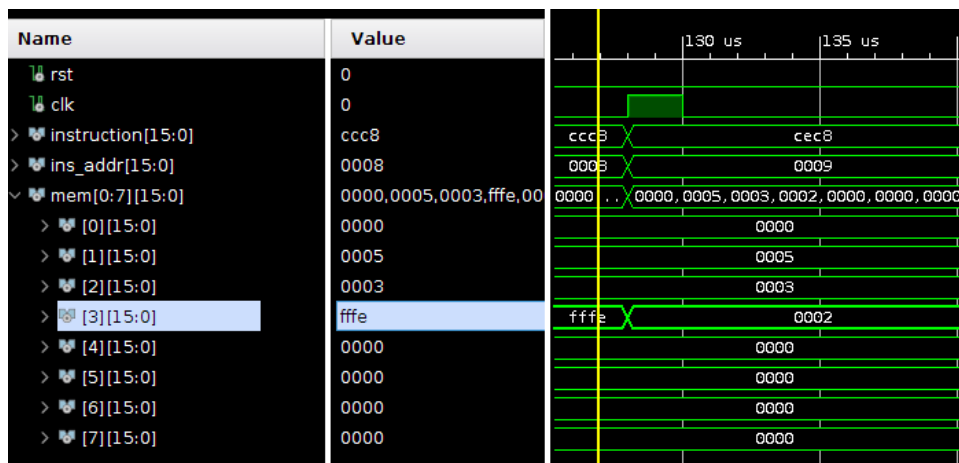 Name Value 130 us 135 us
rst 0
clk 0
instruction[15:0] ccc8 ccc8 cec8
ins_addr[15:0] 0008 0008 0009
mem[0:7][15:0] 0000,0005,0003,fffe,00 0000 .. 0000,0005,0003,0002,0000,0000,0000
[0][15:0] 0000 0000
[1][15:0] 0005 0005
[2][15:0] 0003 0003
[3][15:0] fffe fffe 0002
[4][15:0] 0000 0000
[5][15:0] 0000 0000
[6][15:0] 0000 0000
[7][15:0] 0000 0000